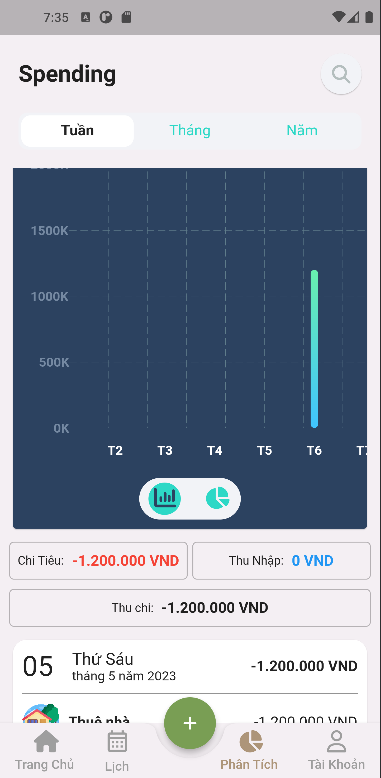 7:35
Spending
Tuần Tháng Năm
2000K
1500K
1000K
500K
0K
T2 T3 T4 T5 T6 T7
Chi Tiêu: -1.200.000 VND Thu Nhập: 0 VND
Thu chi: -1.200.000 VND
05 Thứ Sáu -1.200.000 VND
tháng 5 năm 2023
Thuê nhà -1.200.000 VND
Trang Chủ Lịch Phân Tích Tài Khoản